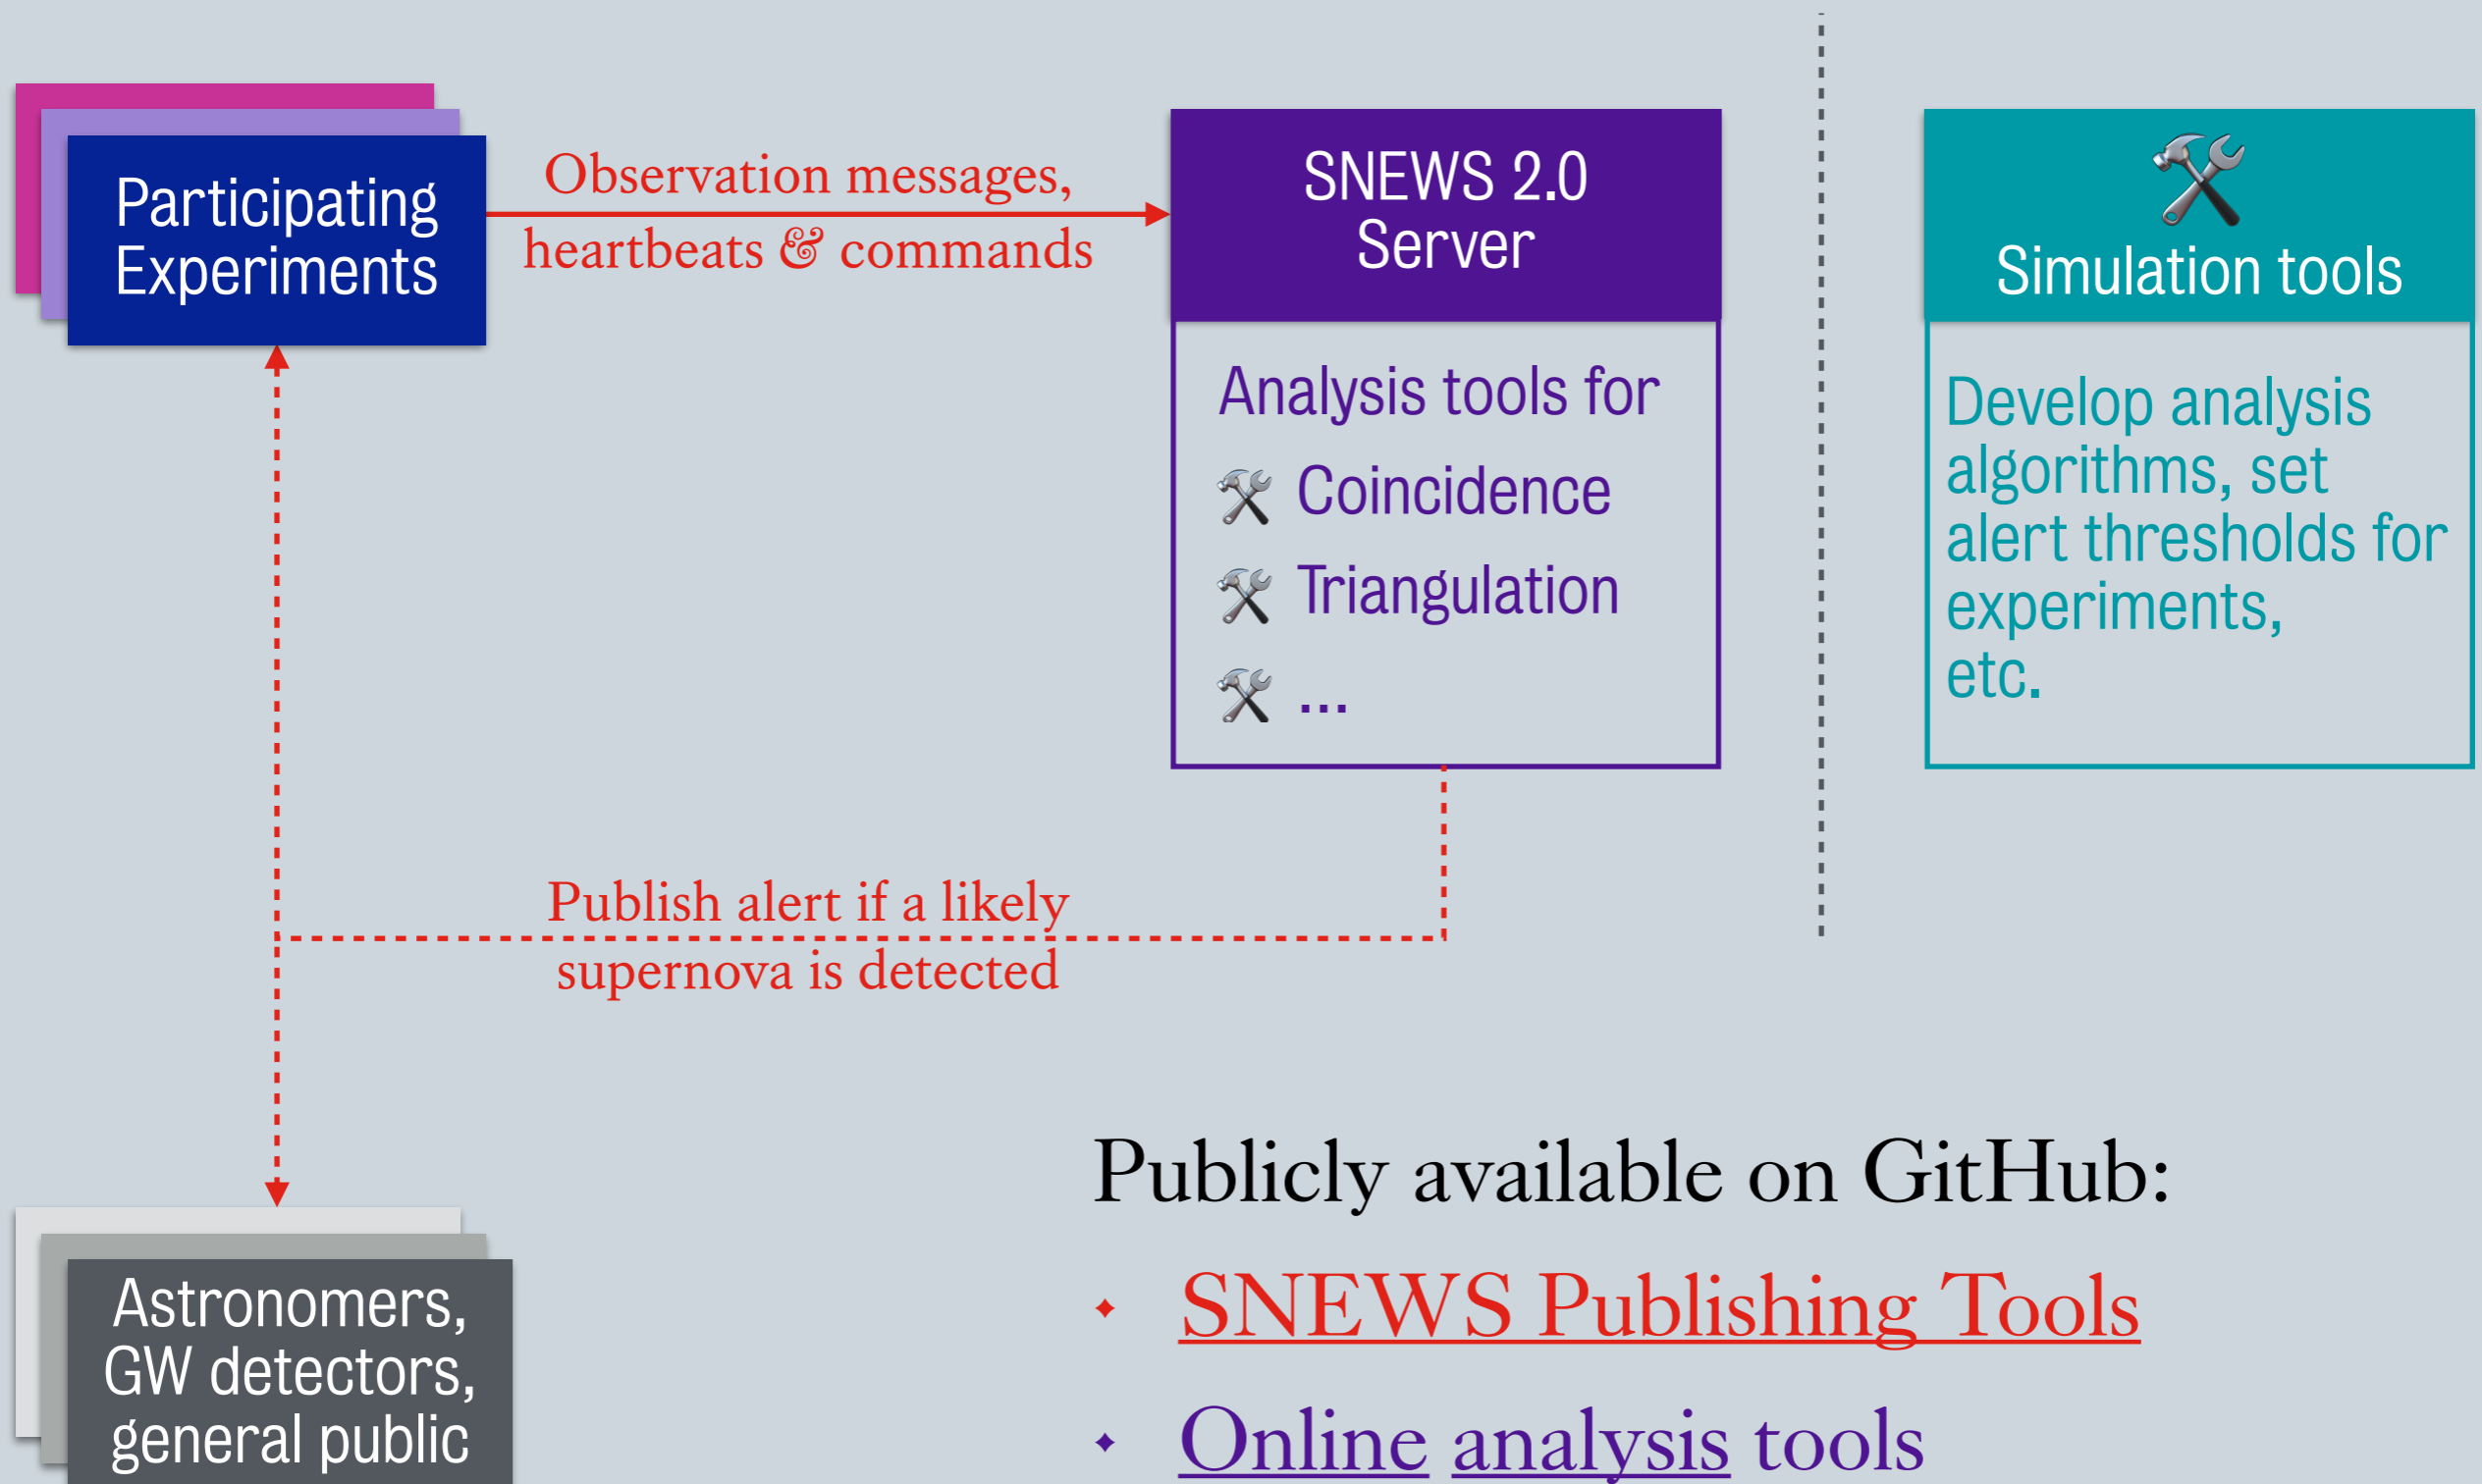 Participating
Experiments
Observation messages,
heartbeats & commands
SNEWS 2.0
Server
Analysis tools for
Coincidence
Triangulation
...
Simulation tools
Develop analysis
algorithms, set
alert thresholds for
experiments,
etc.
Publish alert if a likely
supernova is detected
Astronomers,
GW detectors,
general public
Publicly available on GitHub:
SNEWS Publishing Tools
Online analysis tools